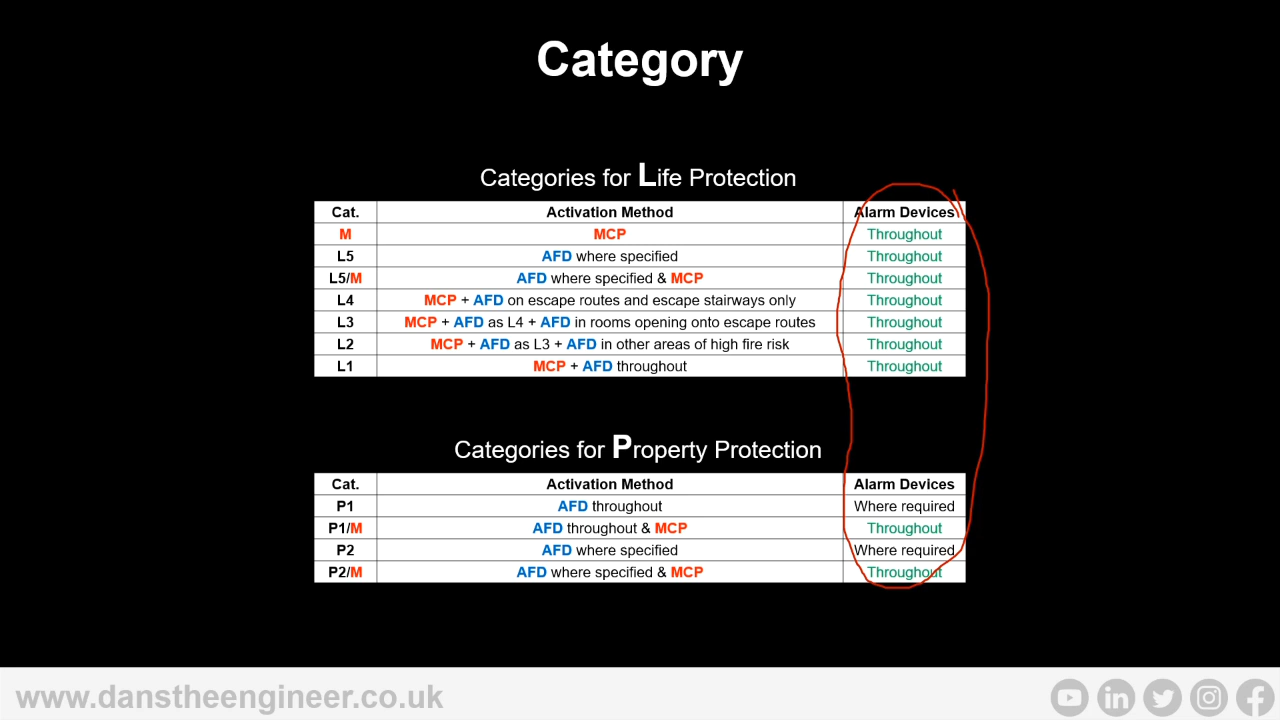 Category
Categories for Life Protection
Cat. Activation Method Alarm Devices
M MCP Throughout
L5 AFD where specified Throughout
L5/M AFD where specified & MCP Throughout
L4 MCP + AFD on escape routes and escape stairways only Throughout
L3 MCP + AFD as L4 + AFD in rooms opening onto escape routes Throughout
L2 MCP + AFD as L3 + AFD in other areas of high fire risk Throughout
L1 MCP + AFD throughout Throughout
Categories for Property Protection
Cat. Activation Method Alarm Devices
P1 AFD throughout Where required
P1/M AFD throughout & MCP Throughout
P2 AFD where specified Where required
P2/M AFD where specified & MCP Throughout
www.danstheengineer.co.uk